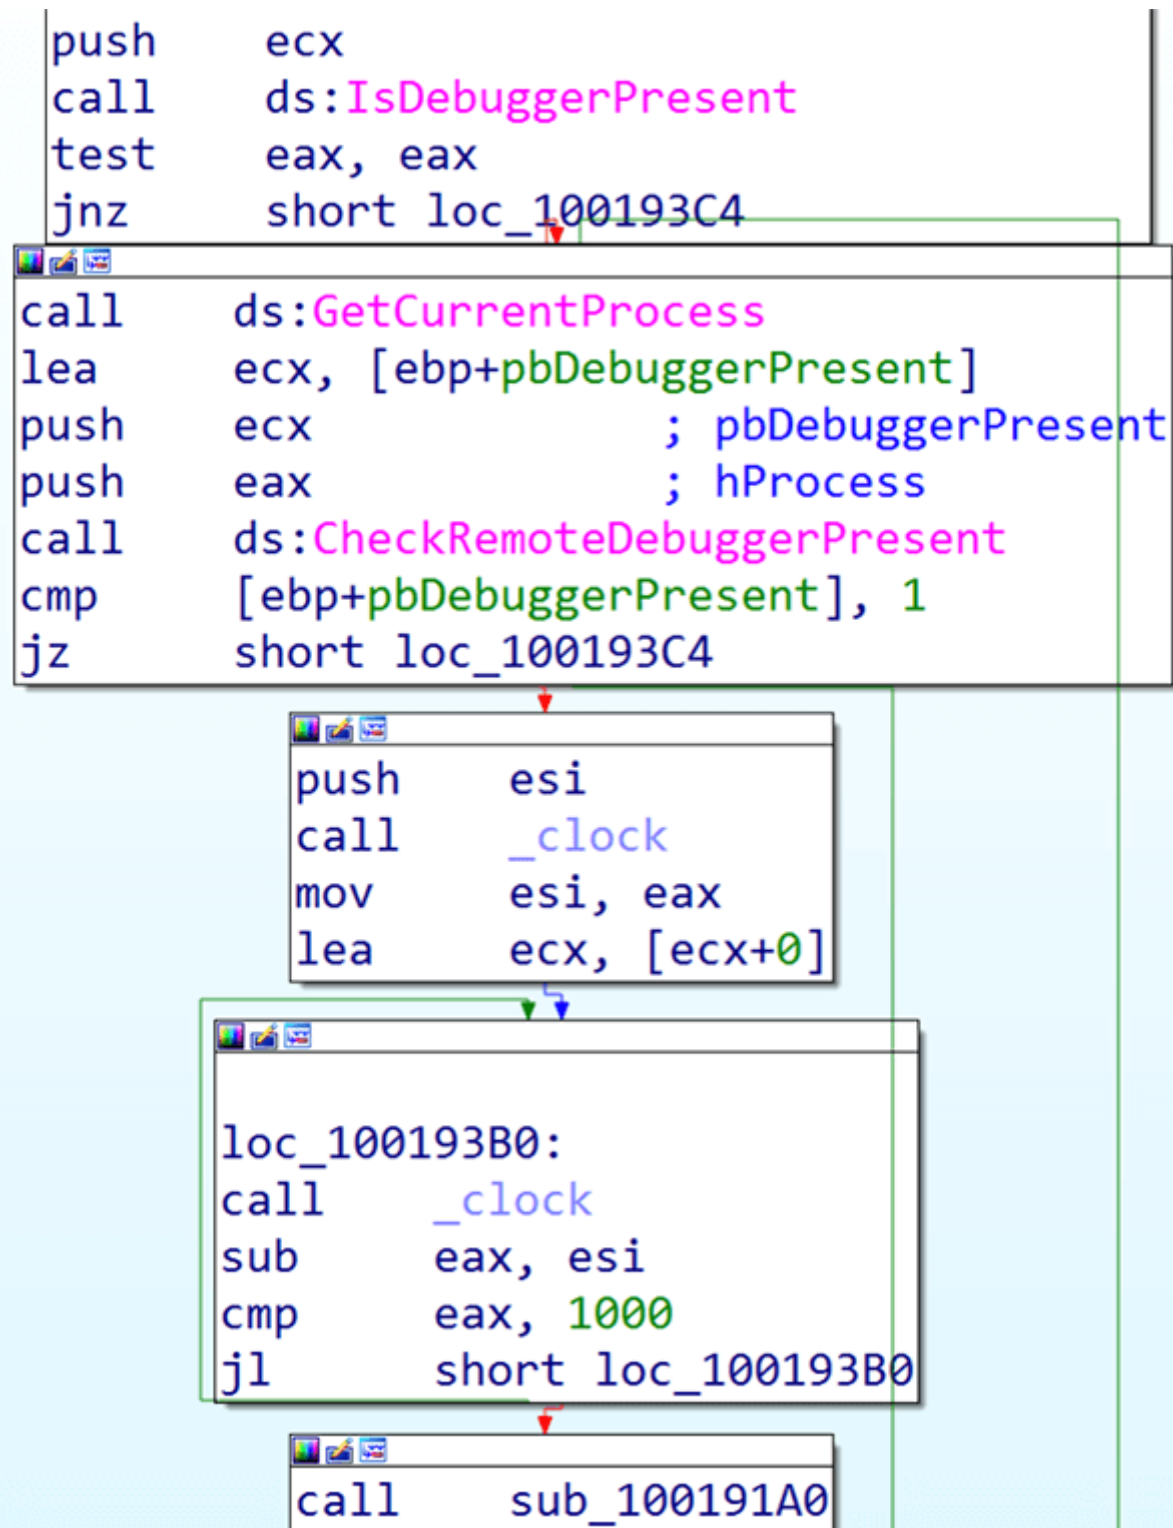 push ecx
call ds:IsDebuggerPresent
test eax, eax
jnz short loc_100193C4
call ds:GetCurrentProcess
lea ecx, [ebp+pbDebuggerPresent]
push ecx ; pbDebuggerPresent
push eax ; hProcess
call ds:CheckRemoteDebuggerPresent
cmp [ebp+pbDebuggerPresent], 1
jz short loc_100193C4
push esi
call _clock
mov esi, eax
lea ecx, [ecx+0]
loc_100193B0:
call _clock
sub eax, esi
cmp eax, 1000
jl short loc_100193B0
call sub_100191A0